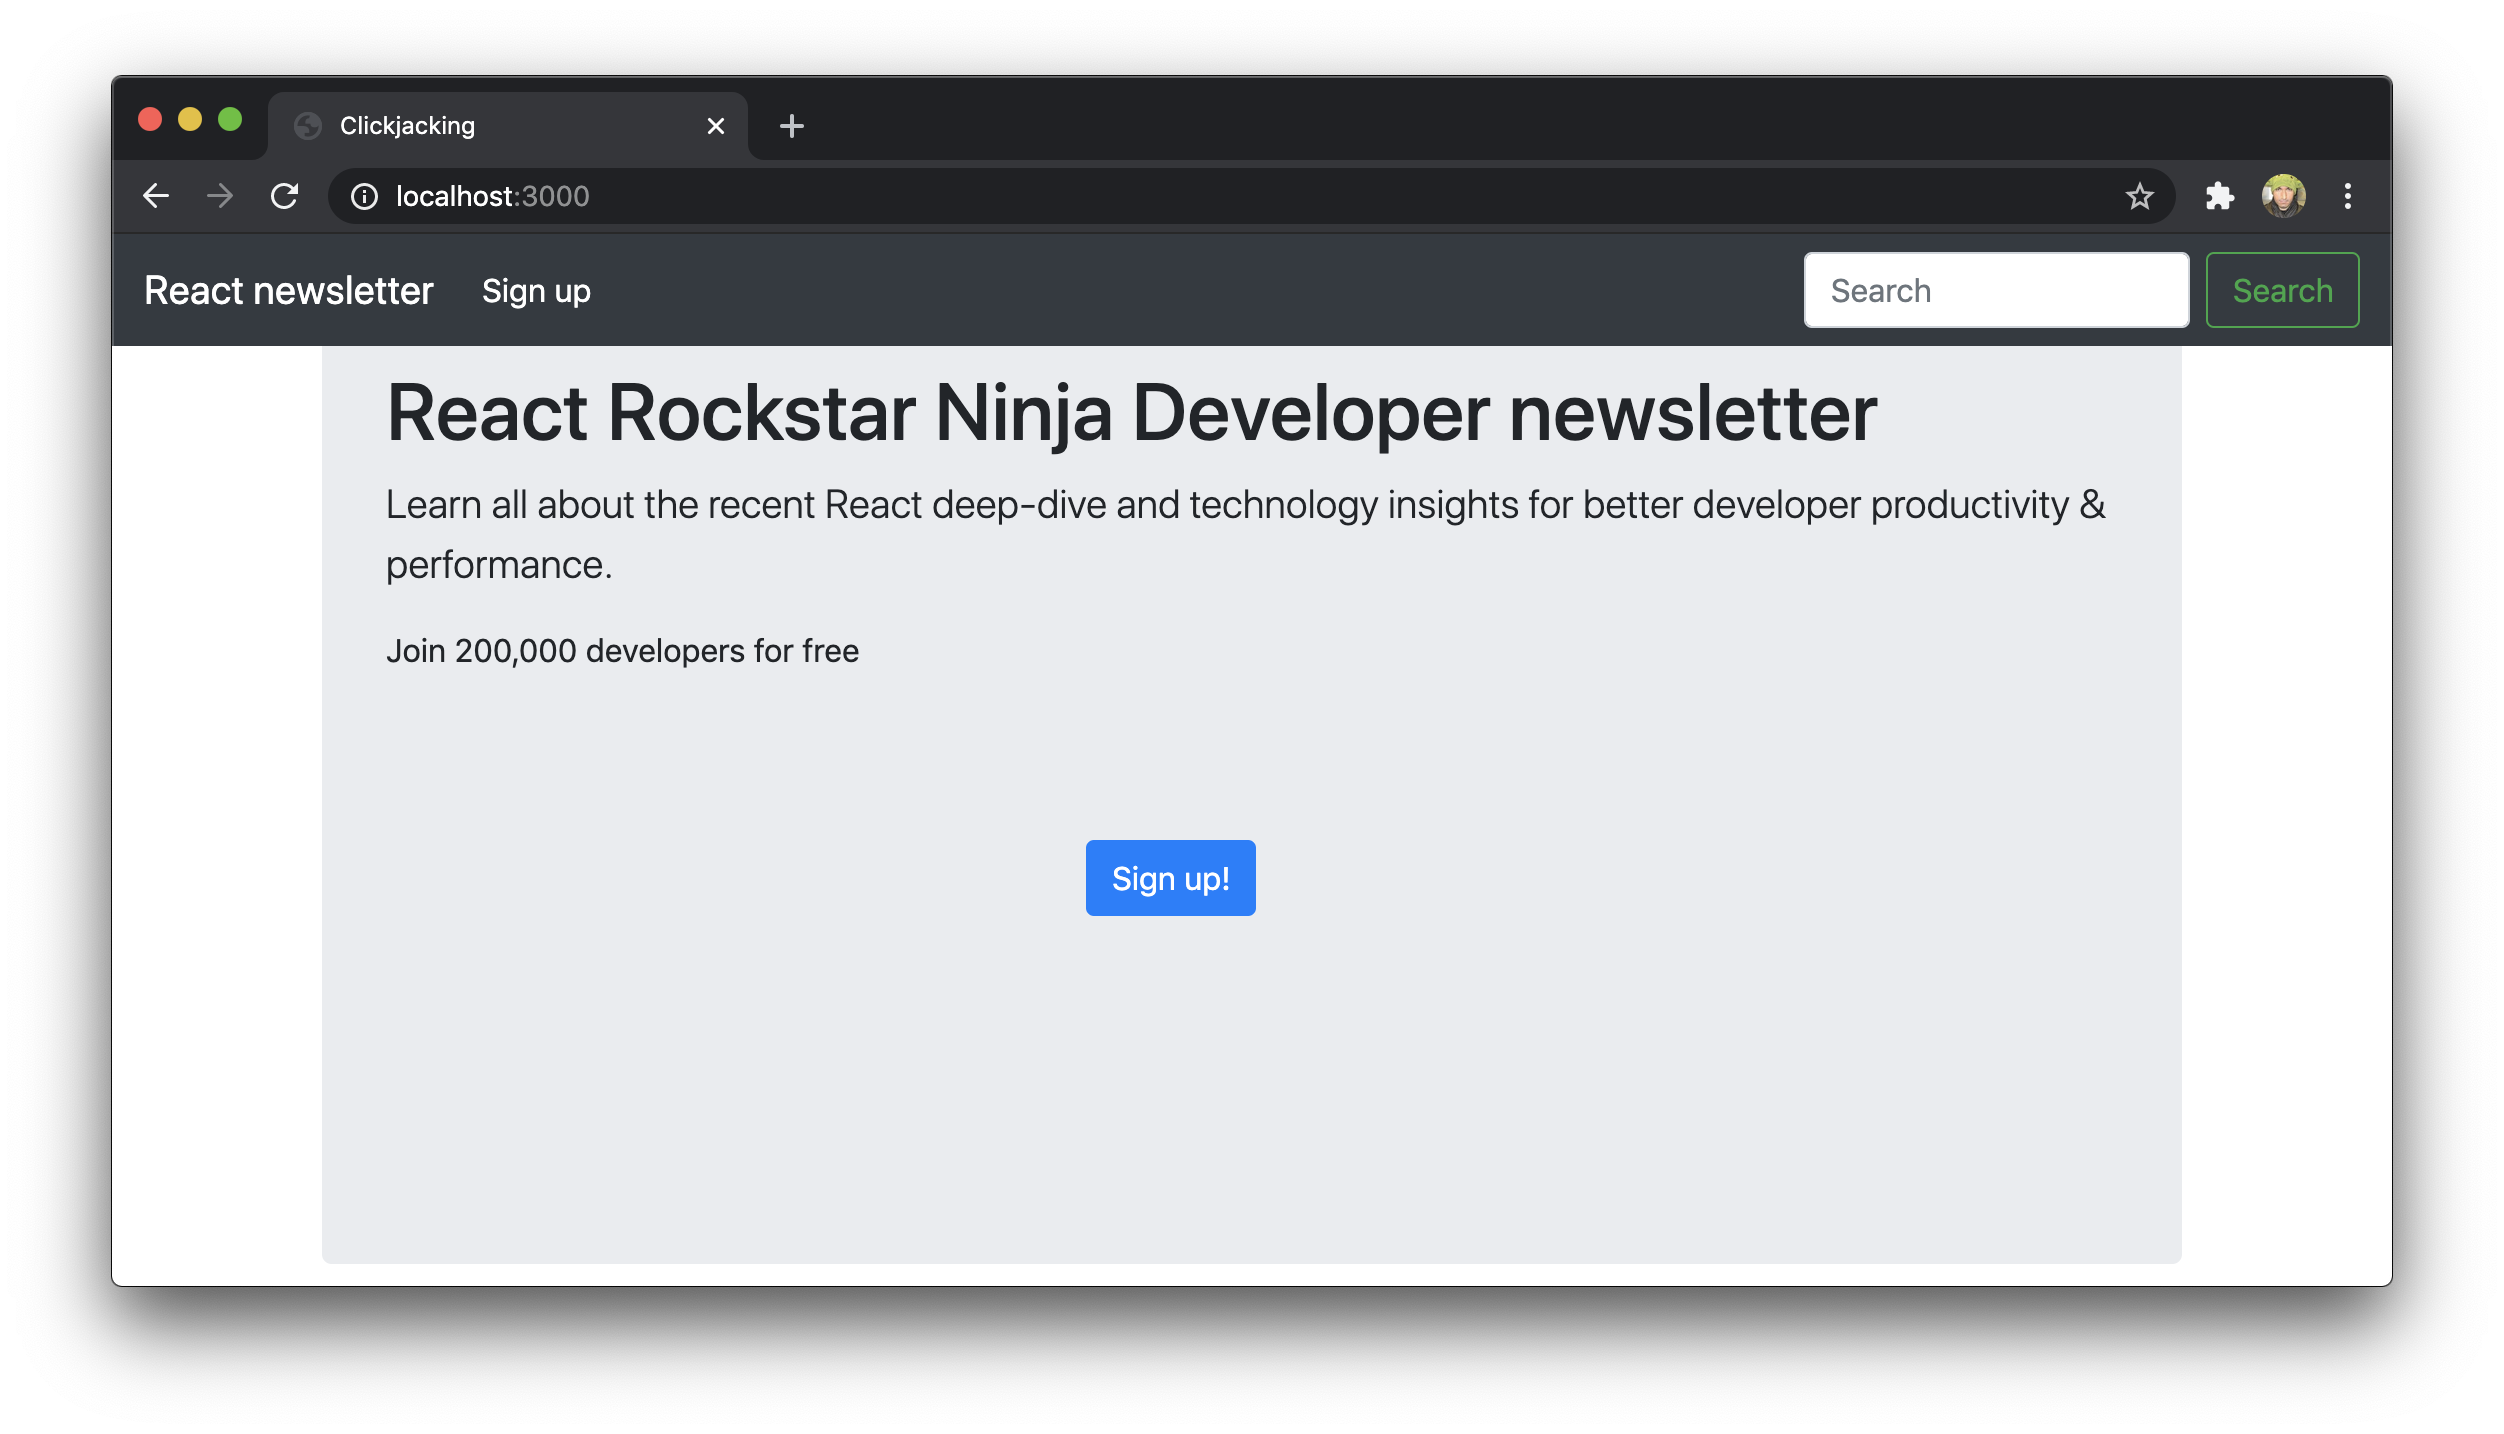 Clickjacking
localhost:3000
React newsletter Sign up Search Search
React Rockstar Ninja Developer newsletter
Learn all about the recent React deep-dive and technology insights for better developer productivity &
performance.
Join 200,000 developers for free
Sign up!